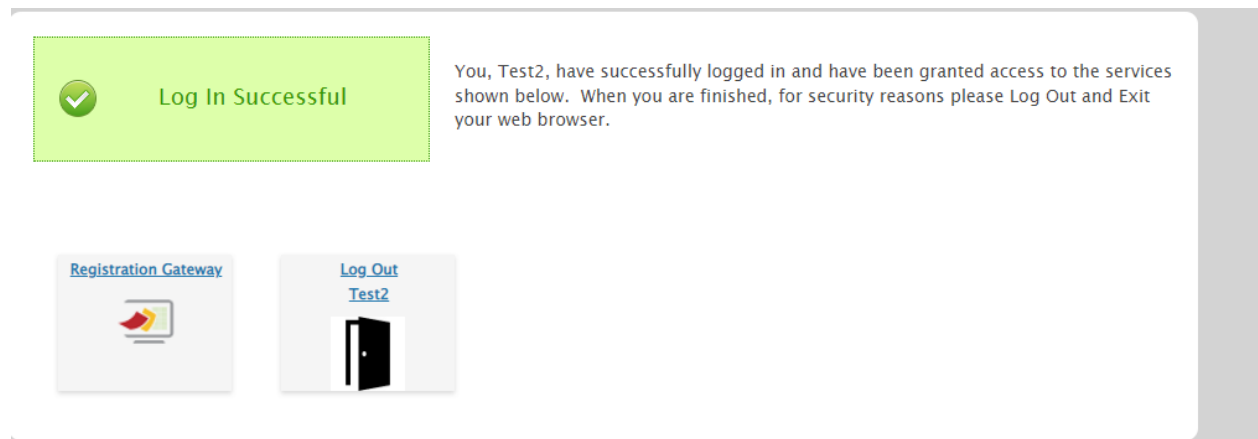 Log In Successful
You, Test2, have successfully logged in and have been granted access to the services
shown below.  When you are finished, for security reasons please Log Out and Exit
your web browser.
Registration Gateway
Log Out
Test2